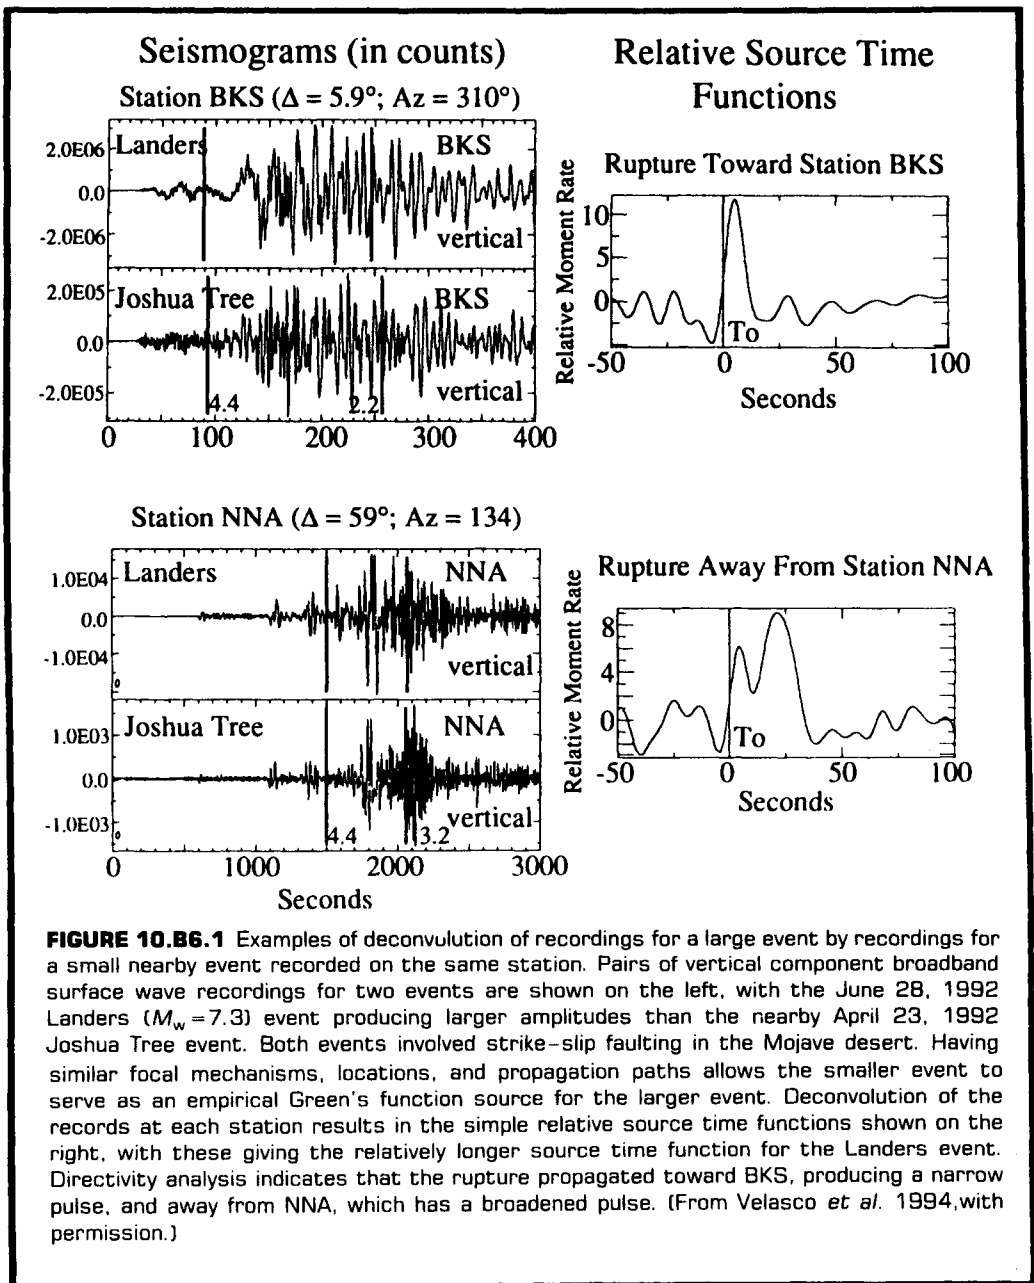 Seismograms (in counts)
Station BKS (Δ = 5.9°; Az = 310°)
Landers
BKS
vertical
2.0E06
0.0
-2.0E06
Joshua Tree
BKS
vertical
2.0E05
0.0
-2.0E05
4.4
2.2
0 100 200 300 400
Relative Source Time
Functions
Rupture Toward Station BKS
Relative Moment Rate
10
5
0
To
-50 0 50 100
Seconds
Station NNA (Δ = 59°; Az = 134)
Landers
NNA
vertical
1.0E04
0.0
-1.0E04
0
Joshua Tree
NNA
vertical
1.0E03
0.0
-1.0E03
0
4.4
3.2
0 1000 2000 3000
Seconds
Rupture Away From Station NNA
Relative Moment Rate
8
4
0
To
-50 0 50 100
Seconds
FIGURE 10.B6.1 Examples of deconvulution of recordings for a large event by recordings for
a small nearby event recorded on the same station. Pairs of vertical component broadband
surface wave recordings for two events are shown on the left, with the June 28, 1992
Landers (Mw = 7.3) event producing larger amplitudes than the nearby April 23, 1992
Joshua Tree event. Both events involved strike-slip faulting in the Mojave desert. Having
similar focal mechanisms, locations, and propagation paths allows the smaller event to
serve as an empirical Green's function source for the larger event. Deconvolution of the
records at each station results in the simple relative source time functions shown on the
right, with these giving the relatively longer source time function for the Landers event.
Directivity analysis indicates that the rupture propagated toward BKS, producing a narrow
pulse, and away from NNA, which has a broadened pulse. (From Velasco et al. 1994,with
permission.)